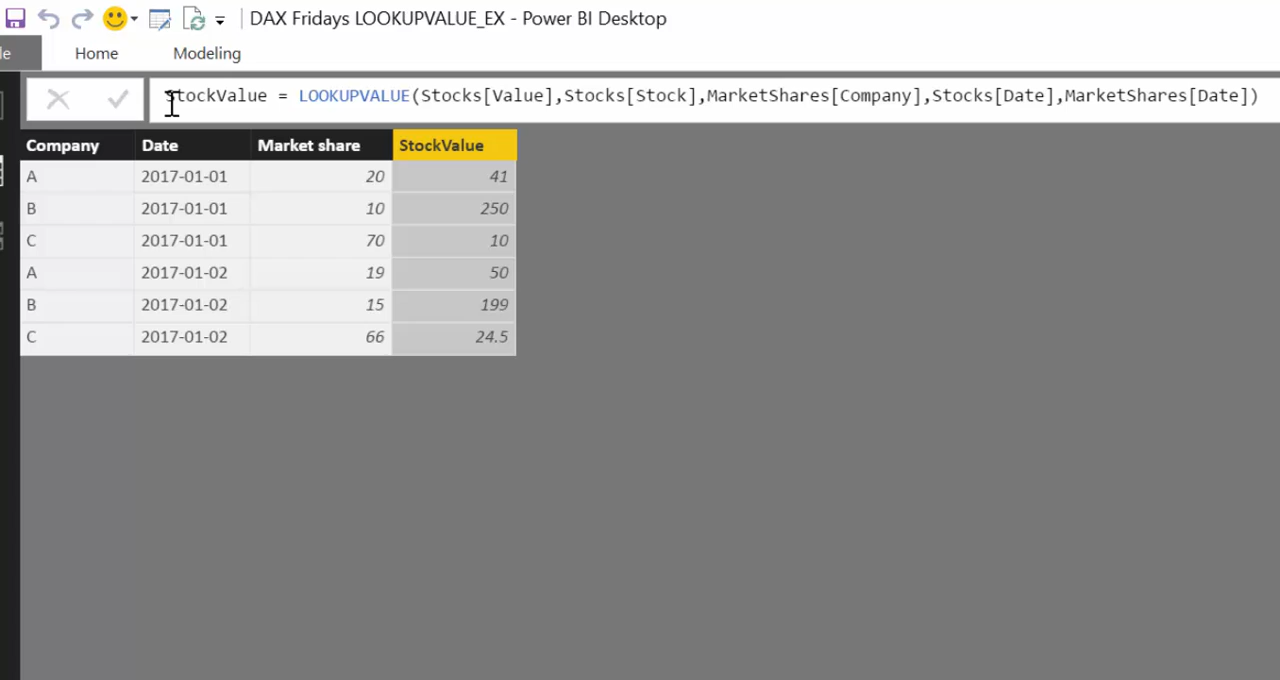 DAX Fridays LOOKUPVALUE_EX - Power BI Desktop
le Home Modeling
StockValue = LOOKUPVALUE(Stocks[Value],Stocks[Stock],MarketShares[Company],Stocks[Date],MarketShares[Date])
Company Date Market share StockValue
A 2017-01-01 20 41
B 2017-01-01 10 250
C 2017-01-01 70 10
A 2017-01-02 19 50
B 2017-01-02 15 199
C 2017-01-02 66 24.5